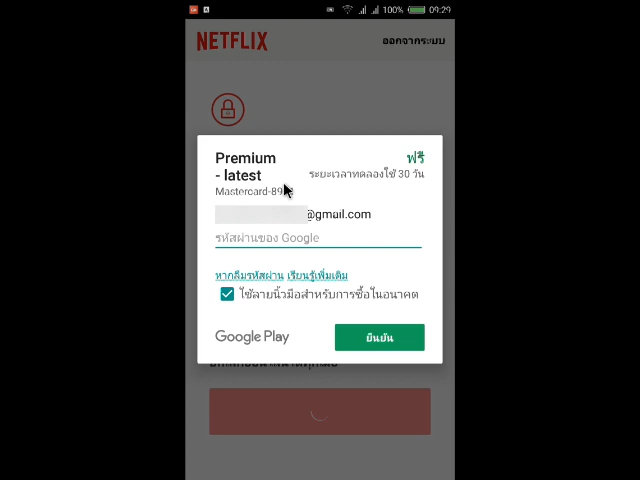 100% 09:29
NETFLIX
ออกจากระบบ
Premium
- latest
ฟรี
ระยะเวลาทดลองใช้ 30 วัน
@gmail.com
รหัสผ่านของ Google
หากลืมรหัสผ่าน เรียนรู้เพิ่มเติม
ใช้ลายนิ้วมือสำหรับการซื้อในอนาคต
Google Play
ยืนยัน